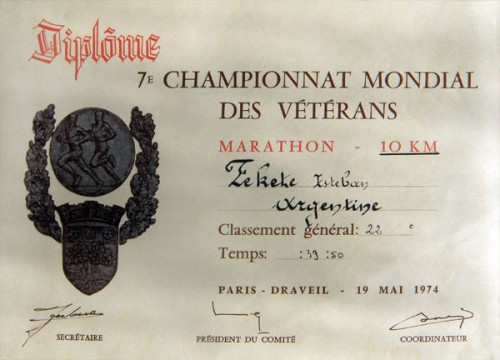 Diplôme
7E CHAMPIONNAT MONDIAL
DES VÉTÉRANS
MARATHON - 10 KM
Fekete Esteban
Argentine
Classement général: 22 e
Temps: :39 :50
PARIS - DRAVEIL - 19 MAI 1974
SECRÉTAIRE
PRÉSIDENT DU COMITÉ
COORDINATEUR